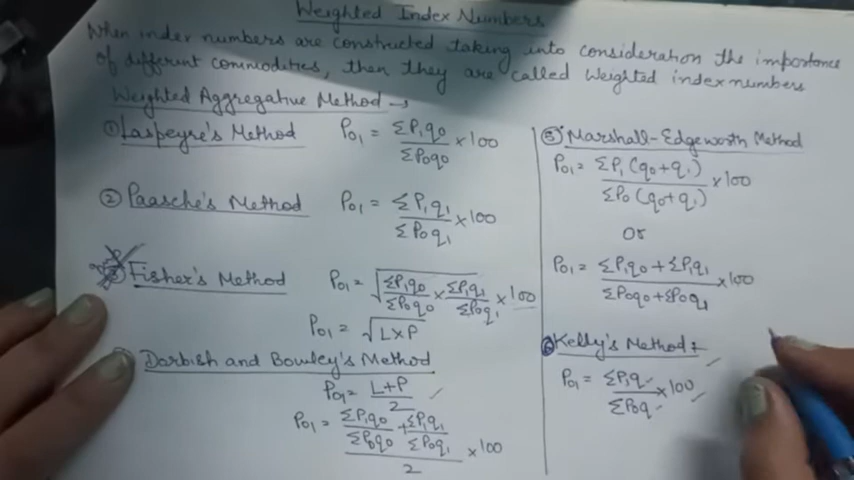 Weighted Index Numbers
When index numbers are constructed taking into consideration the importance
of different commodities, then they are called Weighted index numbers
Weighted Aggregative Method →
① Laspeyre's Method P₀₁ = ΣP₁q₀ / ΣP₀q₀ × 100
② Paasche's Method P₀₁ = ΣP₁q₁ / ΣP₀q₁ × 100
③ Fisher's Method P₀₁ = √(ΣP₁q₀ / ΣP₀q₀ × ΣP₁q₁ / ΣP₀q₁) × 100
P₀₁ = √(L×P)
Darbish and Bowley's Method
P₀₁ = (L+P) / 2
P₀₁ = (ΣP₁q₀ / ΣP₀q₀ + ΣP₁q₁ / ΣP₀q₁) / 2 × 100
⑤ Marshall-Edgeworth Method
P₀₁ = ΣP₁(q₀+q₁) / ΣP₀(q₀+q₁) × 100
Or
P₀₁ = (ΣP₁q₀ + ΣP₁q₁) / (ΣP₀q₀ + ΣP₀q₁) × 100
⑥ Kelly's Method :
P₀₁ = ΣP₁q / ΣP₀q × 100